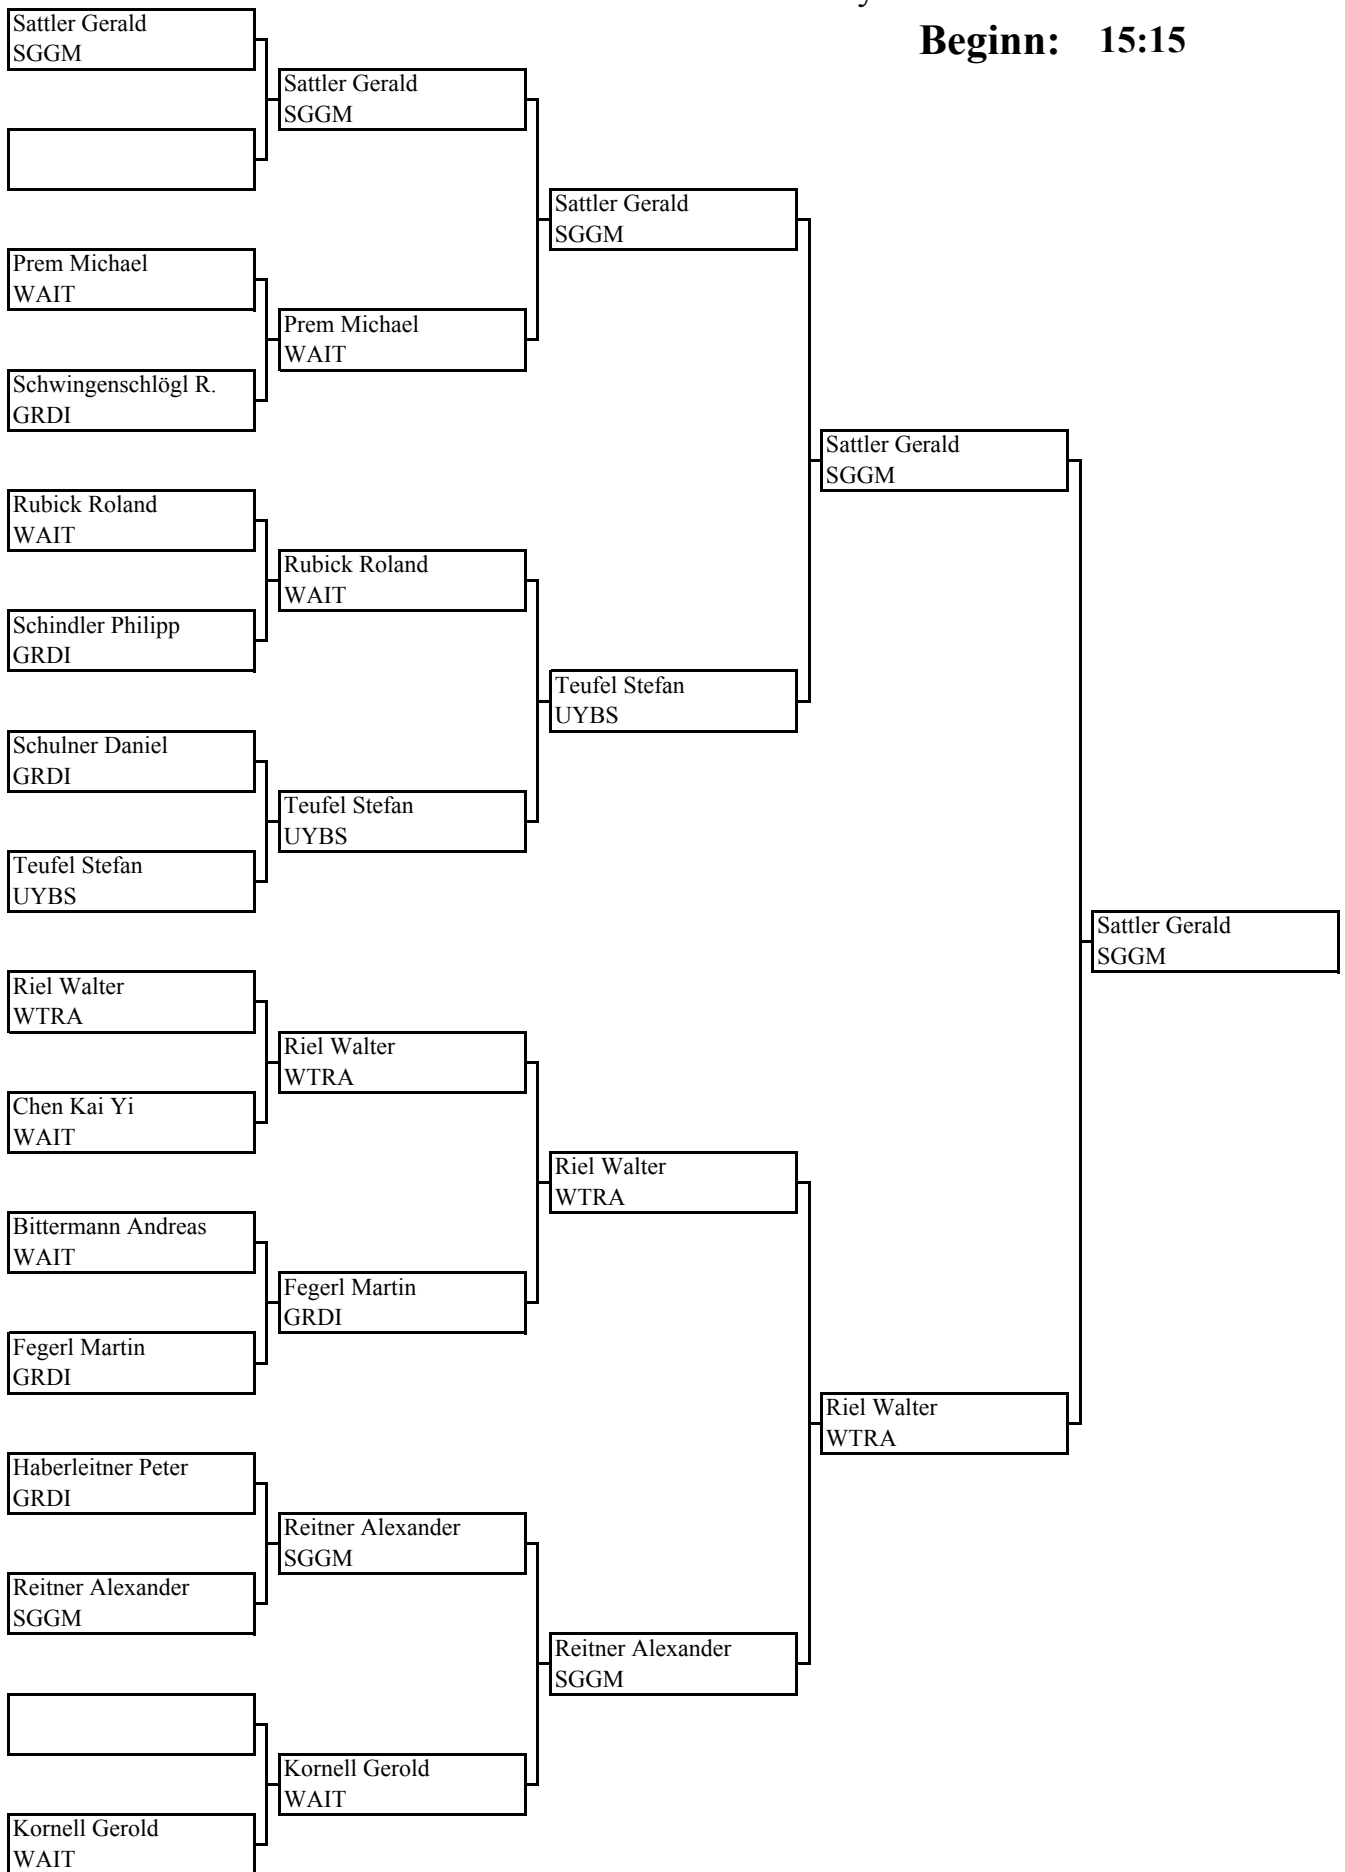 Beginn: 15:15
Sattler Gerald
SGGM
Prem Michael
WAIT
Schwingenschlögl R.
GRDI
Rubick Roland
WAIT
Schindler Philipp
GRDI
Schulner Daniel
GRDI
Teufel Stefan
UYBS
Riel Walter
WTRA
Chen Kai Yi
WAIT
Bittermann Andreas
WAIT
Fegerl Martin
GRDI
Haberleitner Peter
GRDI
Reitner Alexander
SGGM
Kornell Gerold
WAIT
Sattler Gerald
SGGM
Prem Michael
WAIT
Rubick Roland
WAIT
Teufel Stefan
UYBS
Riel Walter
WTRA
Fegerl Martin
GRDI
Reitner Alexander
SGGM
Kornell Gerold
WAIT
Sattler Gerald
SGGM
Teufel Stefan
UYBS
Riel Walter
WTRA
Reitner Alexander
SGGM
Sattler Gerald
SGGM
Riel Walter
WTRA
Sattler Gerald
SGGM